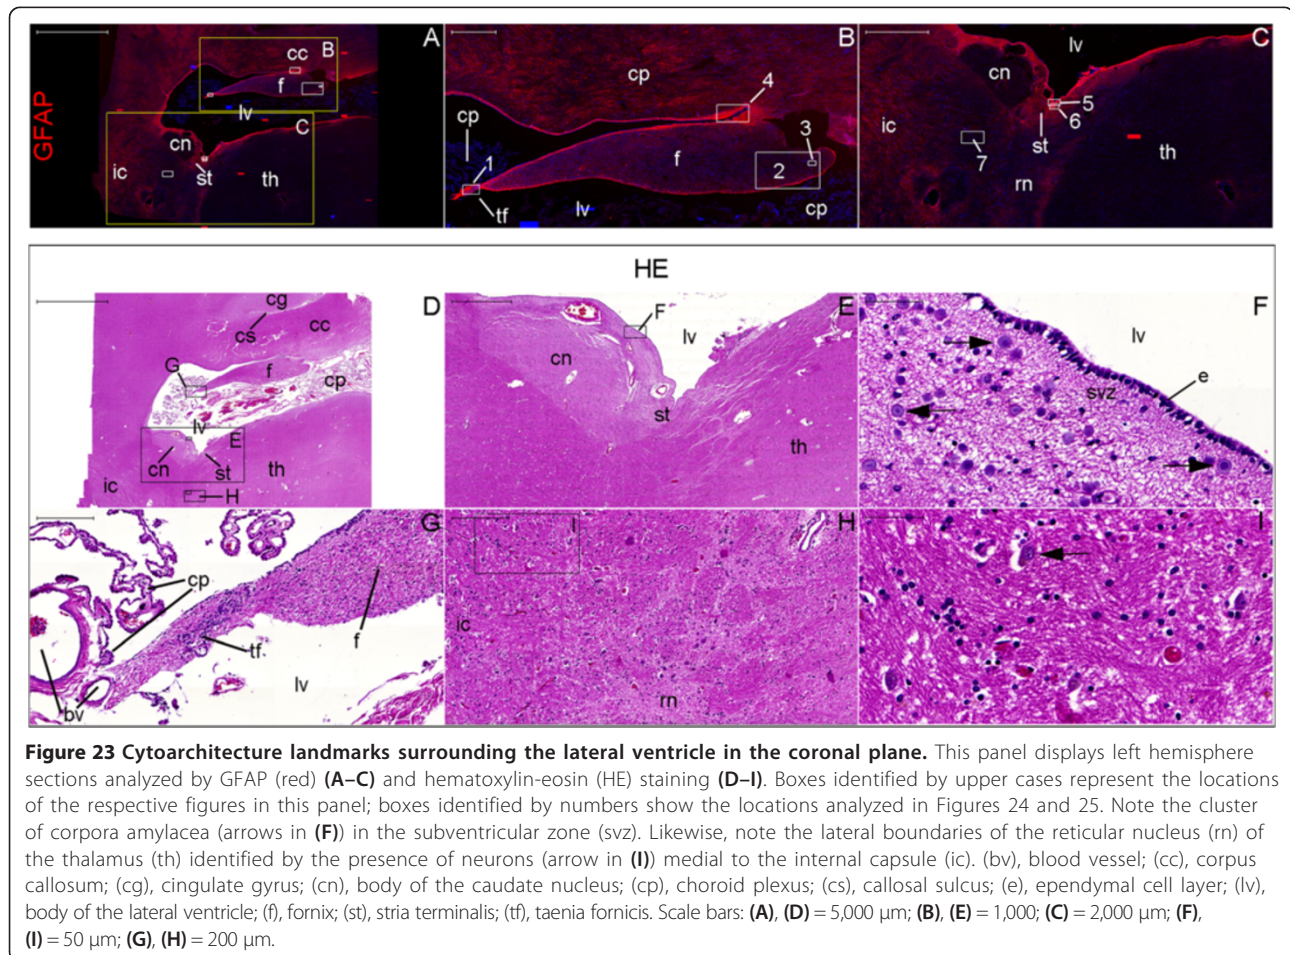 GFAP
A
B
cc
f
lv
C
cn
ic
st
th
B
cp
4
cp
3
1
f
2
tf
lv
cp
C
lv
cn
5
6
ic
st
7
th
rn
HE
D
cg
cs
cc
G
f
cp
lv
E
cn
st
th
ic
H
E
F
lv
cn
st
th
F
lv
e
svz
G
cp
f
tf
lv
bv
H
I
ic
rn
I
Figure 23 Cytoarchitecture landmarks surrounding the lateral ventricle in the coronal plane. This panel displays left hemisphere
sections analyzed by GFAP (red) (A–C) and hematoxylin-eosin (HE) staining (D–I). Boxes identified by upper cases represent the locations
of the respective figures in this panel; boxes identified by numbers show the locations analyzed in Figures 24 and 25. Note the cluster
of corpora amylacea (arrows in (F)) in the subventricular zone (svz). Likewise, note the lateral boundaries of the reticular nucleus (rn) of
the thalamus (th) identified by the presence of neurons (arrow in (I)) medial to the internal capsule (ic). (bv), blood vessel; (cc), corpus
callosum; (cg), cingulate gyrus; (cn), body of the caudate nucleus; (cp), choroid plexus; (cs), callosal sulcus; (e), ependymal cell layer; (lv),
body of the lateral ventricle; (f), fornix; (st), stria terminalis; (tf), taenia fornicis. Scale bars: (A), (D) = 5,000 μm; (B), (E) = 1,000; (C) = 2,000 μm; (F),
(I) = 50 μm; (G), (H) = 200 μm.